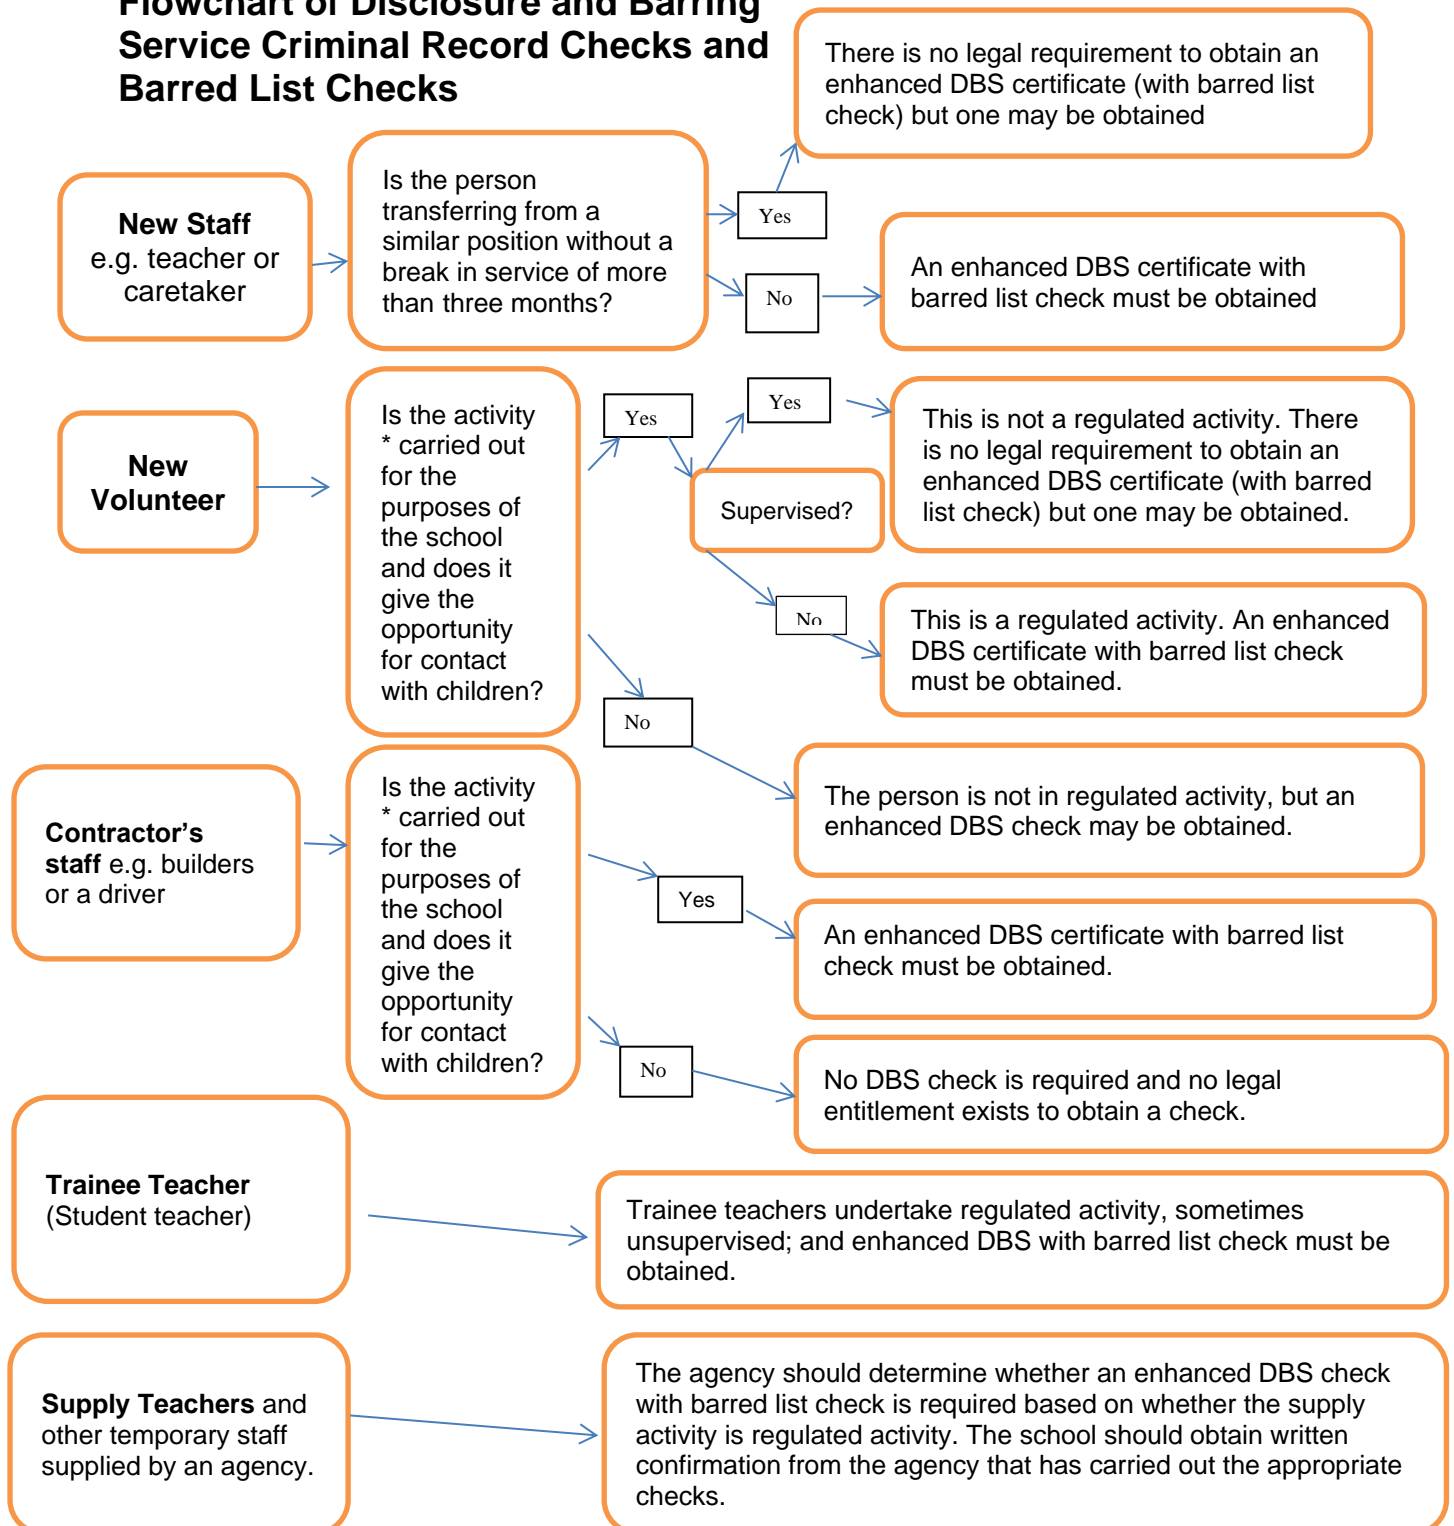 Flowchart of Disclosure and Barring
Service Criminal Record Checks and
Barred List Checks
There is no legal requirement to obtain an
enhanced DBS certificate (with barred list
check) but one may be obtained
New Staff
e.g. teacher or
caretaker
Is the person
transferring from a
similar position without a
break in service of more
than three months?
Yes
No
An enhanced DBS certificate with
barred list check must be obtained
New
Volunteer
Is the activity
* carried out
for the
purposes of
the school
and does it
give the
opportunity
for contact
with children?
Yes
Supervised?
Yes
This is not a regulated activity. There
is no legal requirement to obtain an
enhanced DBS certificate (with barred
list check) but one may be obtained.
No
This is a regulated activity. An enhanced
DBS certificate with barred list check
must be obtained.
No
The person is not in regulated activity, but an
enhanced DBS check may be obtained.
Contractor’s
staff e.g. builders
or a driver
Is the activity
* carried out
for the
purposes of
the school
and does it
give the
opportunity
for contact
with children?
Yes
An enhanced DBS certificate with barred list
check must be obtained.
No
No DBS check is required and no legal
entitlement exists to obtain a check.
Trainee Teacher
(Student teacher)
Trainee teachers undertake regulated activity, sometimes
unsupervised; and enhanced DBS with barred list check must be
obtained.
Supply Teachers and
other temporary staff
supplied by an agency.
The agency should determine whether an enhanced DBS check
with barred list check is required based on whether the supply
activity is regulated activity. The school should obtain written
confirmation from the agency that has carried out the appropriate
checks.